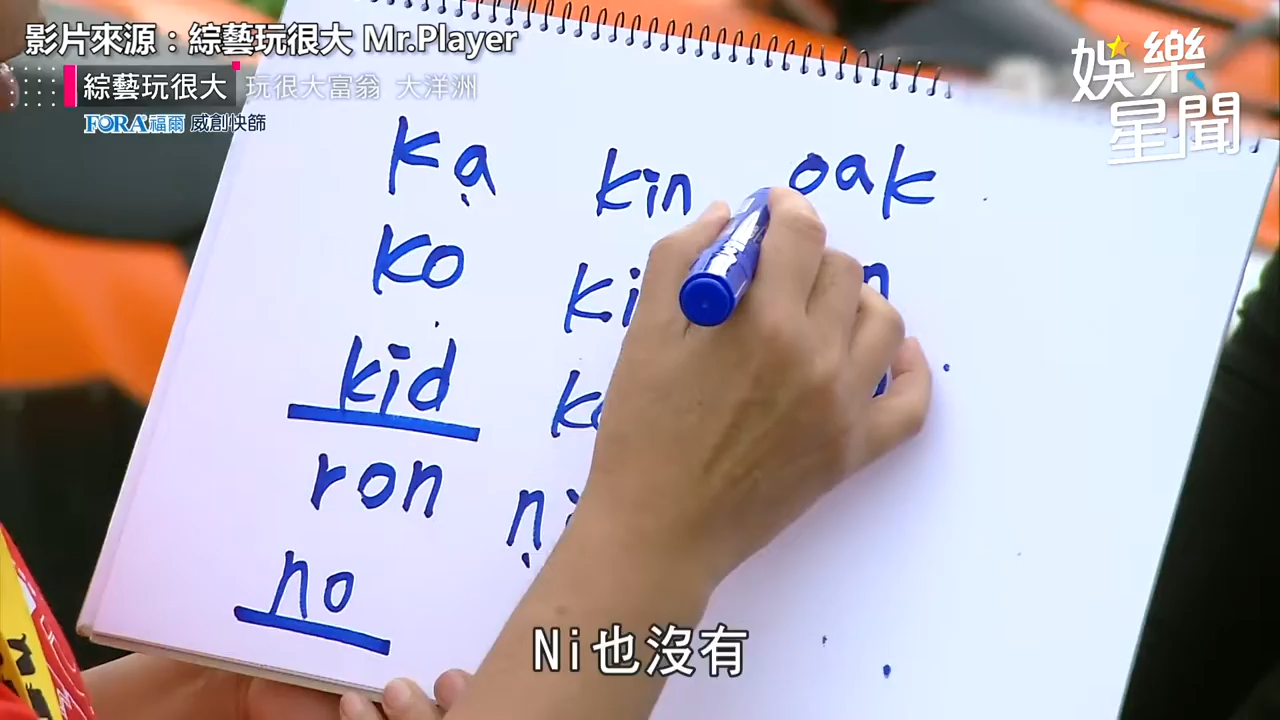 影片來源：綜藝玩很大 Mr.Player
綜藝玩很大 玩很大富翁 大洋洲
FORA福爾 威創快篩
娛樂
星聞
ka kin oak
ko
kid
ron
no
Ni也沒有